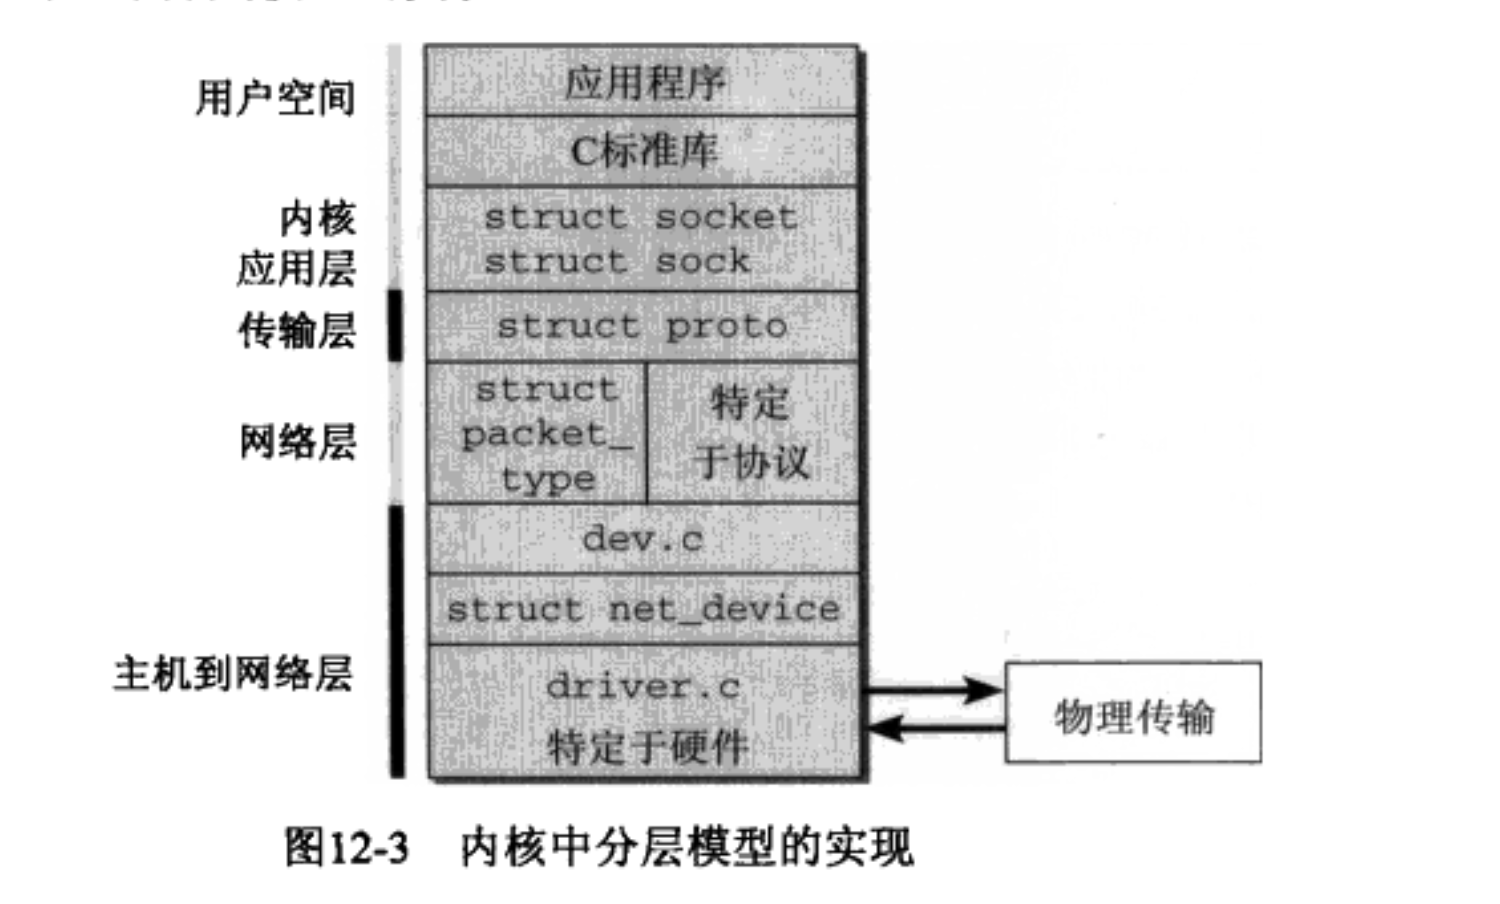 用户空间
应用程序
C标准库
内核
应用层
struct socket
struct sock
传输层
struct proto
网络层
struct
packet_
type
特定
于协议
dev.c
struct net_device
主机到网络层
driver.c
特定于硬件
物理传输
图12-3 内核中分层模型的实现